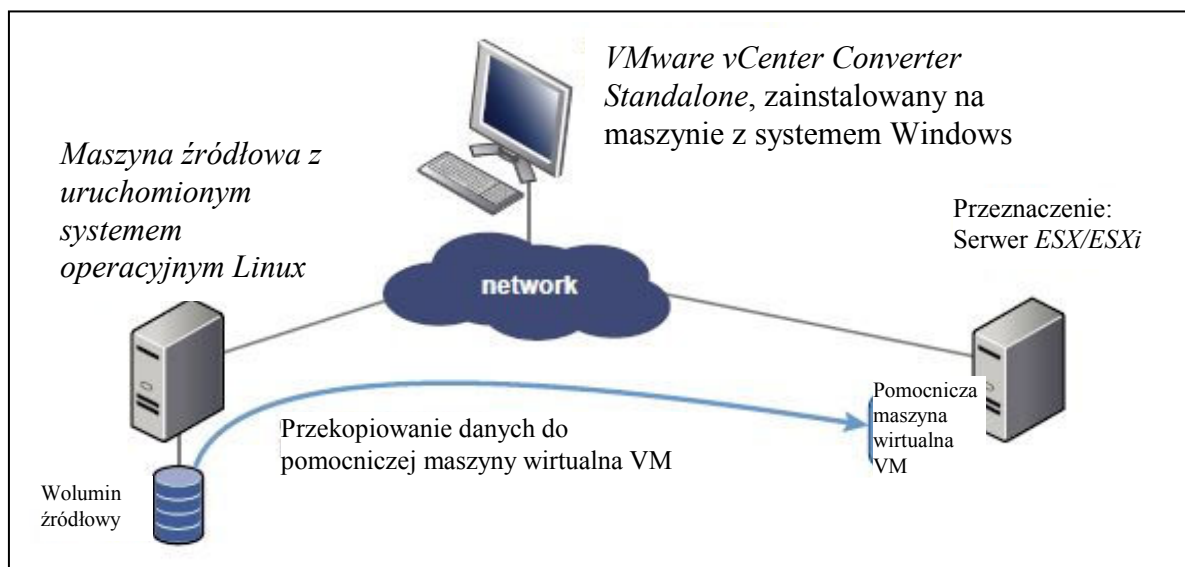 VMware vCenter Converter
Standalone, zainstalowany na
maszynie z systemem Windows
Maszyna źródłowa z
uruchomionym
systemem
operacyjnym Linux
Przeznaczenie:
Serwer ESX/ESXi
network
Pomocnicza
maszyna
wirtualna
VM
Przekopiowanie danych do
pomocniczej maszyny wirtualna VM
Wolumin
źródłowy